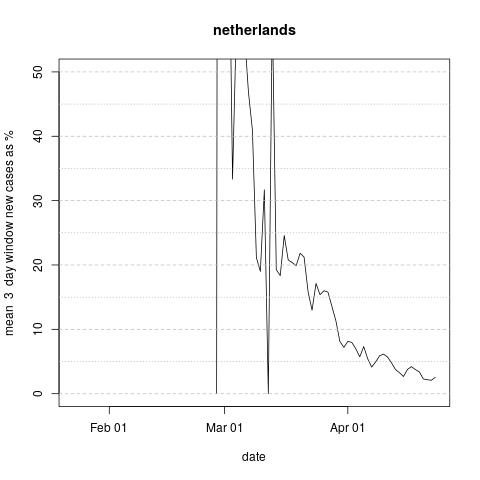 netherlands
mean 3 day window new cases as %
50
40
30
20
10
0
Feb 01
Mar 01
Apr 01
date